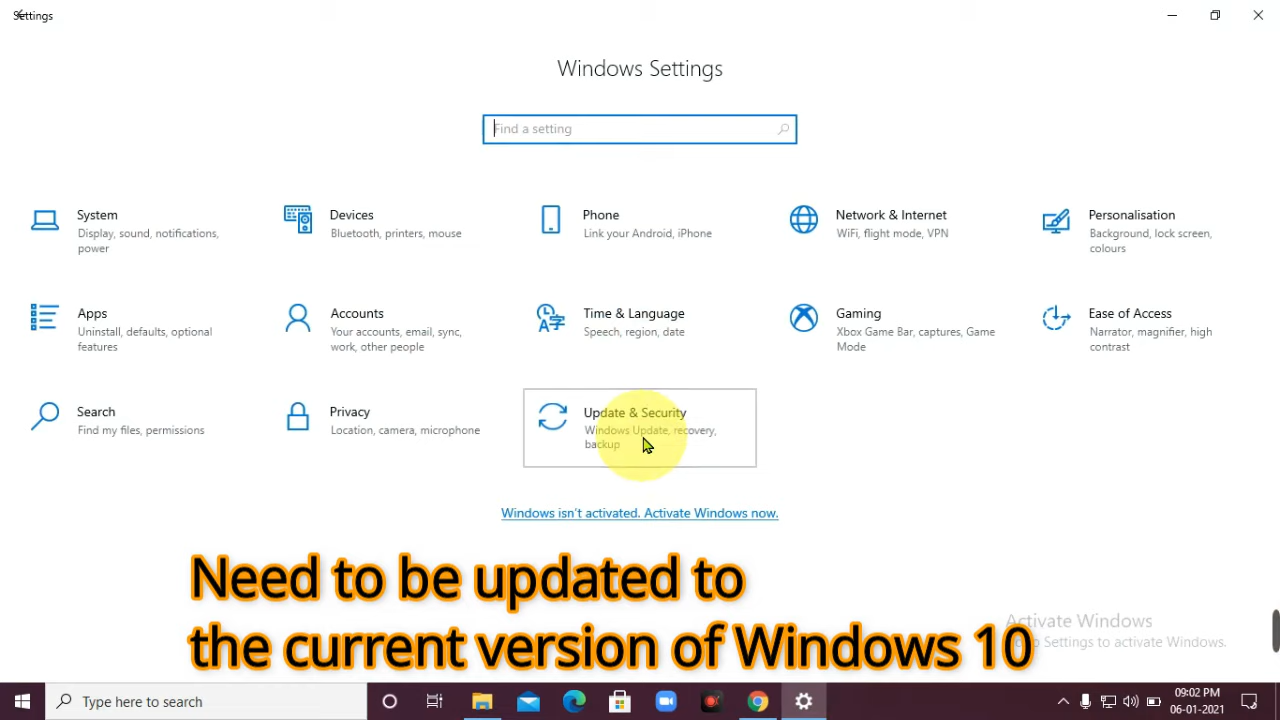 Settings
Windows Settings
Find a setting
System
Display, sound, notifications,
power
Devices
Bluetooth, printers, mouse
Phone
Link your Android, iPhone
Network & Internet
WiFi, flight mode, VPN
Personalisation
Background, lock screen,
colours
Apps
Uninstall, defaults, optional
features
Accounts
Your accounts, email, sync,
work, other people
Time & Language
Speech, region, date
Gaming
Xbox Game Bar, captures, Game
Mode
Ease of Access
Narrator, magnifier, high
contrast
Search
Find my files, permissions
Privacy
Location, camera, microphone
Update & Security
Windows Update, recovery,
backup
Windows isn't activated. Activate Windows now.
Need to be updated to
the current version of Windows 10
Activate Windows
Settings to activate Windows.
Type here to search
09:02 PM
06-01-2021